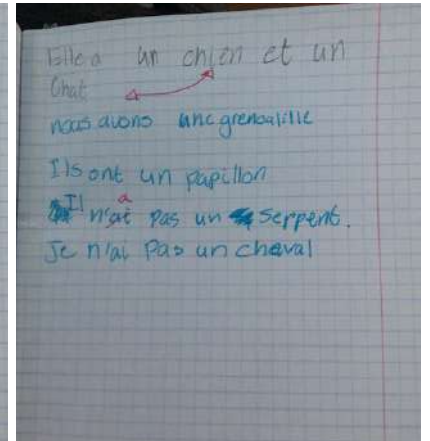 Elle a un chien et un
Chat
nous avons une grenouille
Ils ont un papillon
a
Il n'at pas un serpent.
Je n'ai pas un cheval